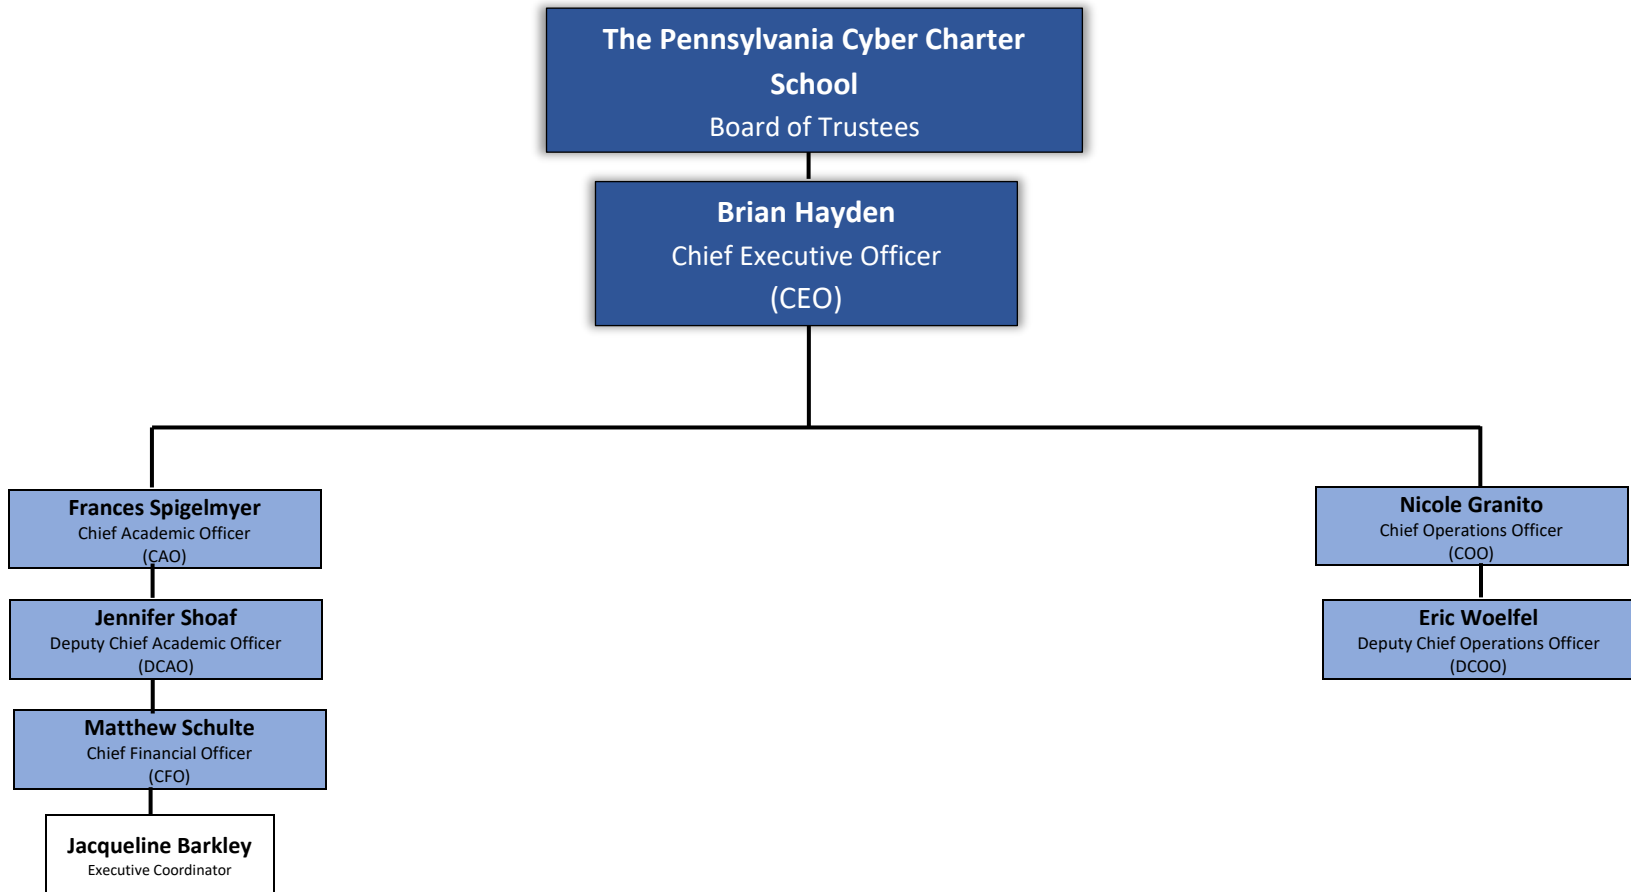 The Pennsylvania Cyber Charter
School
Board of Trustees
Brian Hayden
Chief Executive Officer
(CEO)
Frances Spigelmyer
Chief Academic Officer
(CAO)
Nicole Granito
Chief Operations Officer
(COO)
Jennifer Shoaf
Deputy Chief Academic Officer
(DCAO)
Eric Woelfel
Deputy Chief Operations Officer
(DCOO)
Matthew Schulte
Chief Financial Officer
(CFO)
Jacqueline Barkley
Executive Coordinator